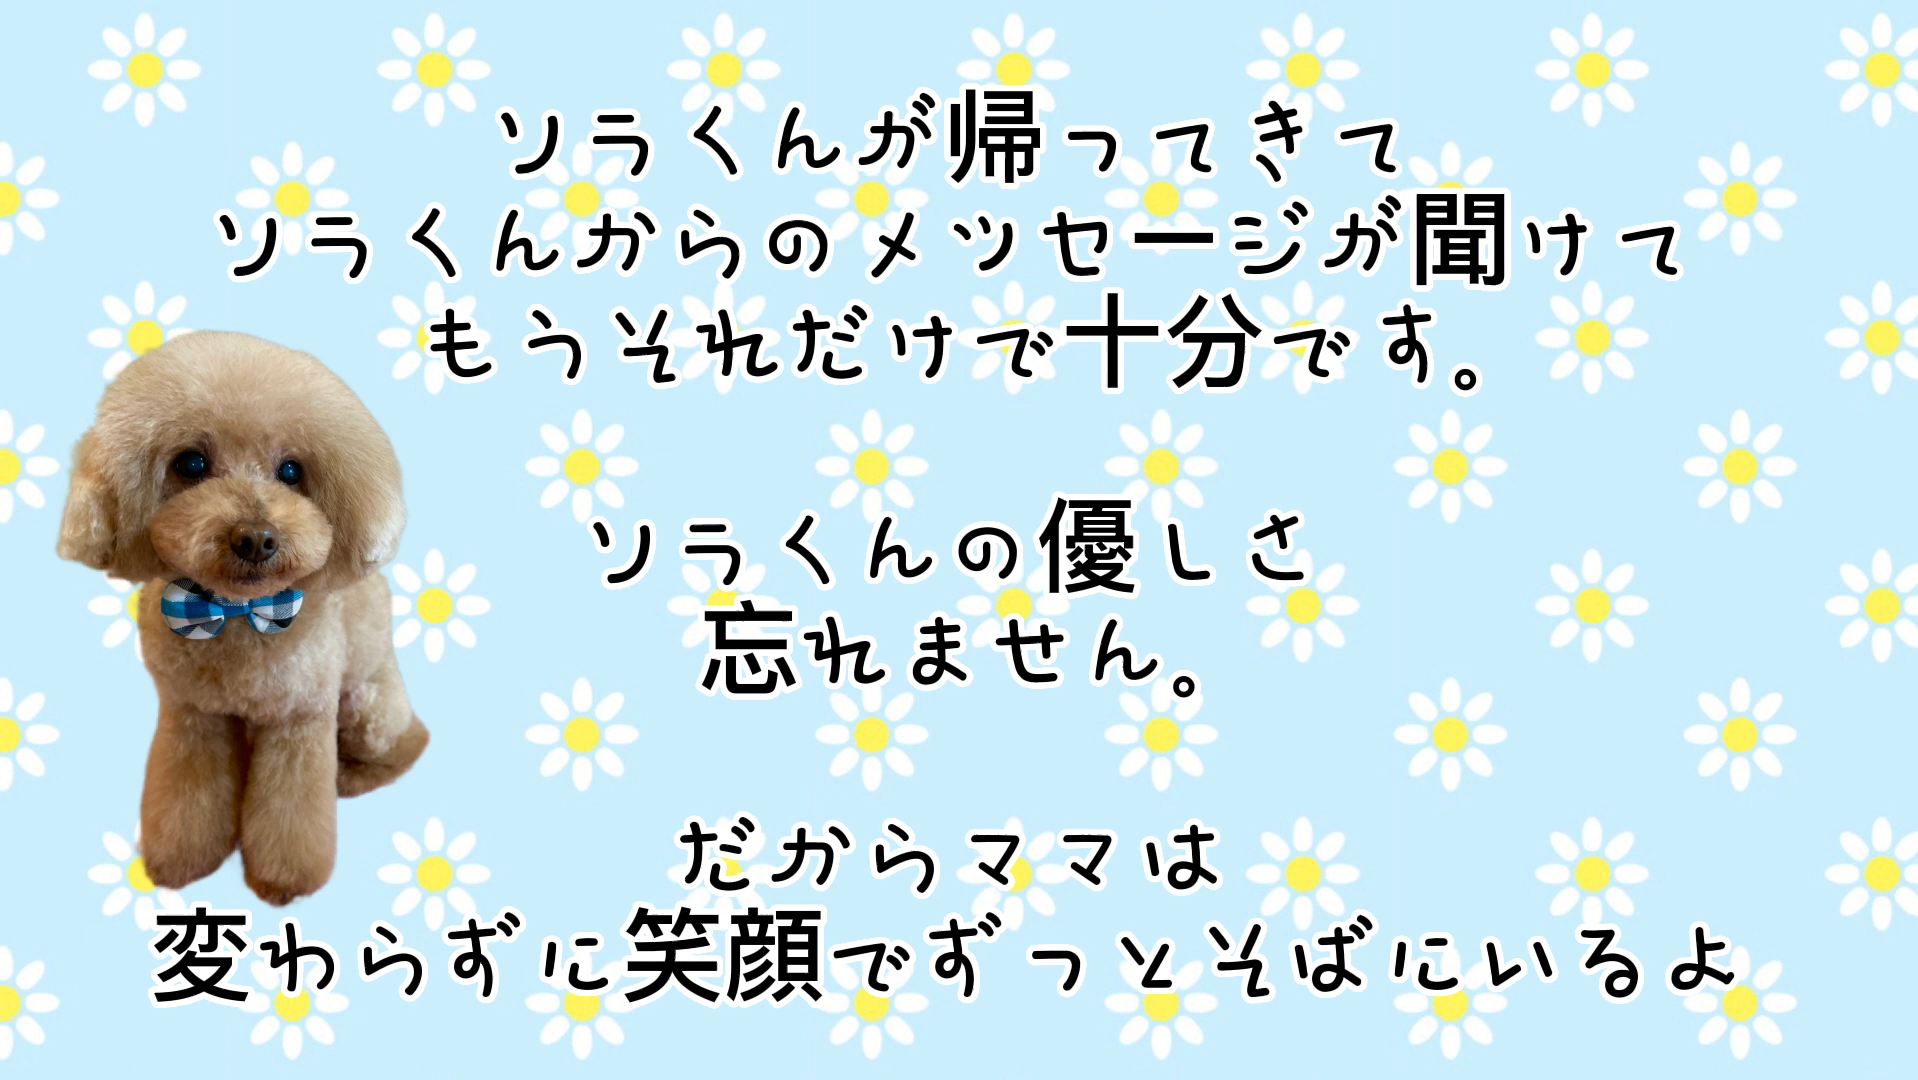 ソラくんが帰ってきて
ソラくんからのメッセージが聞けて
もうそれだけで十分です。
ソラくんの優しさ
忘れません。
だからママは
変わらずに笑顔でずっとそばにいるよ